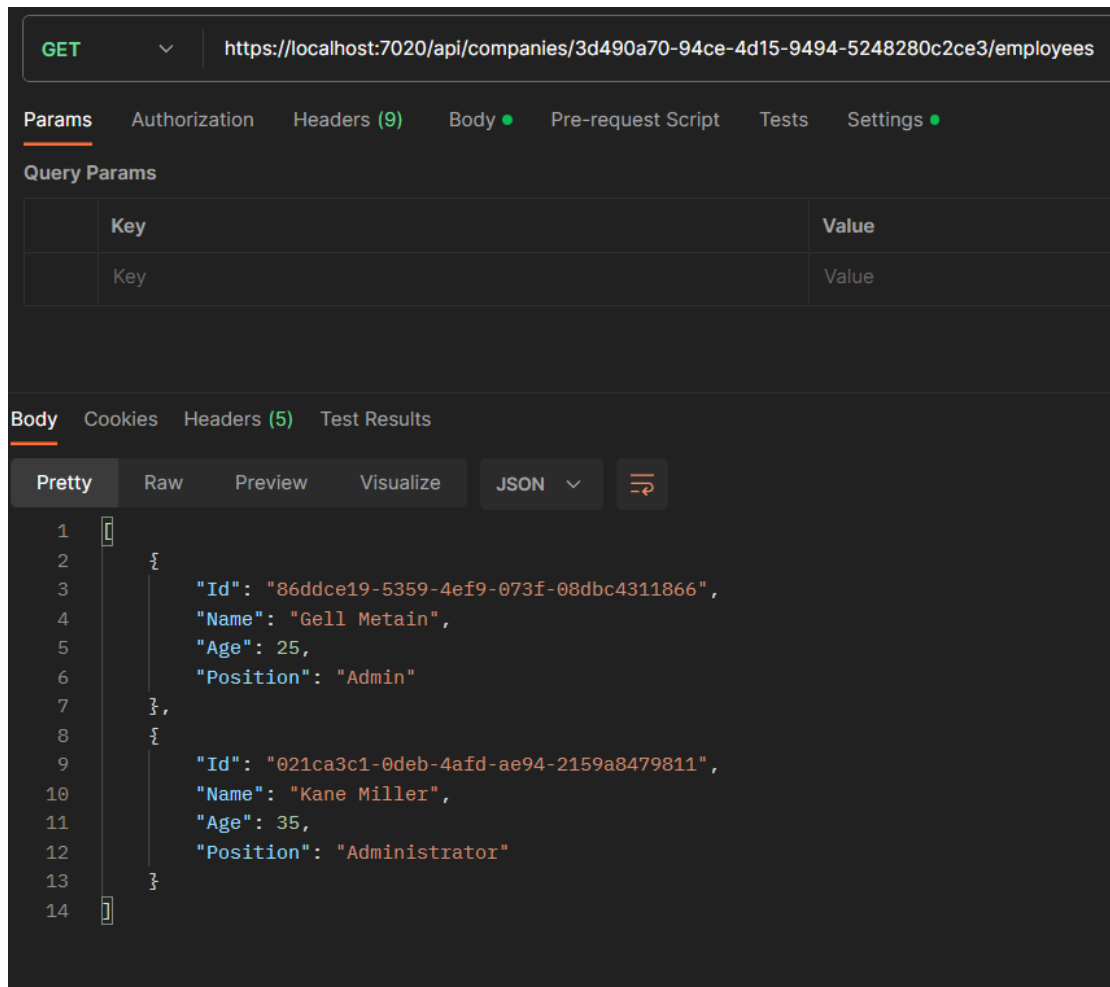 GET https://localhost:7020/api/companies/3d490a70-94ce-4d15-9494-5248280c2ce3/employees
Params Authorization Headers (9) Body Pre-request Script Tests Settings
Query Params
Key Value
Key Value
Body Cookies Headers (5) Test Results
Pretty Raw Preview Visualize JSON
1 [
2 {
3 "Id": "86ddce19-5359-4ef9-073f-08dbc4311866",
4 "Name": "Gell Metain",
5 "Age": 25,
6 "Position": "Admin"
7 },
8 {
9 "Id": "021ca3c1-0deb-4afd-ae94-2159a8479811",
10 "Name": "Kane Miller",
11 "Age": 35,
12 "Position": "Administrator"
13 }
14 ]